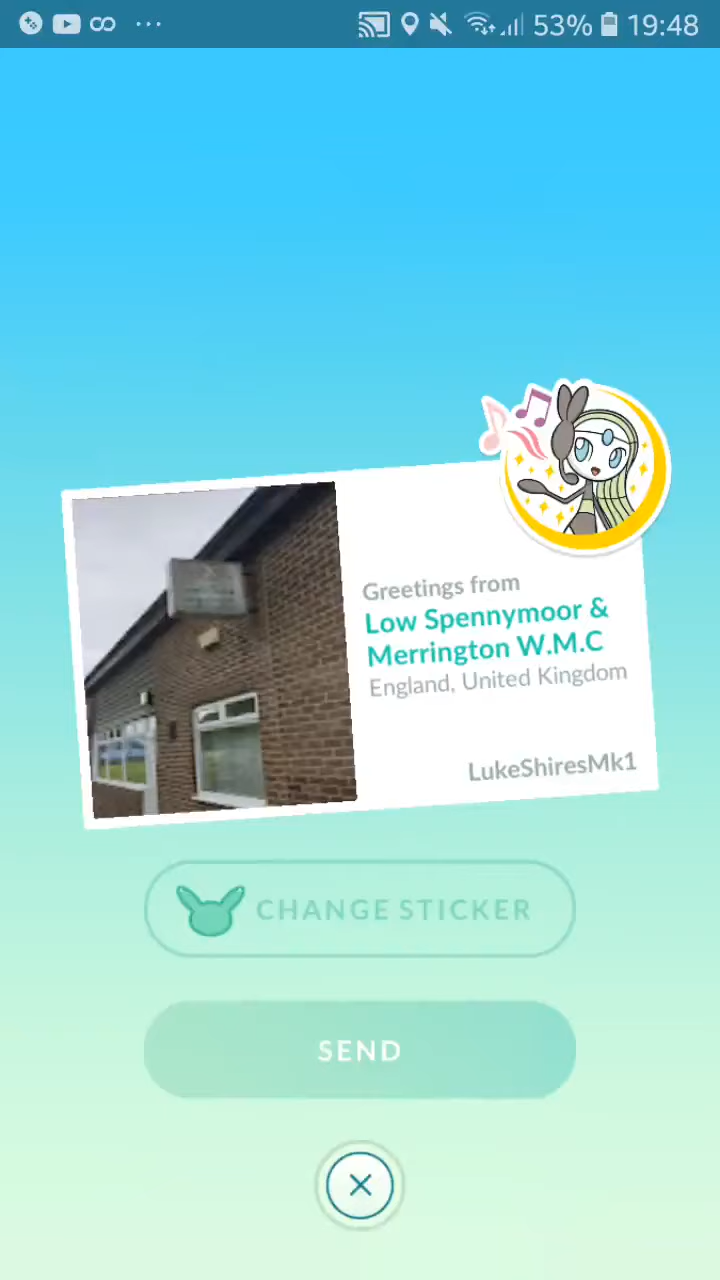 53% 19:48
Greetings from
Low Spennymoor &
Merrington W.M.C
England, United Kingdom
LukeShiresMk1
CHANGE STICKER
SEND